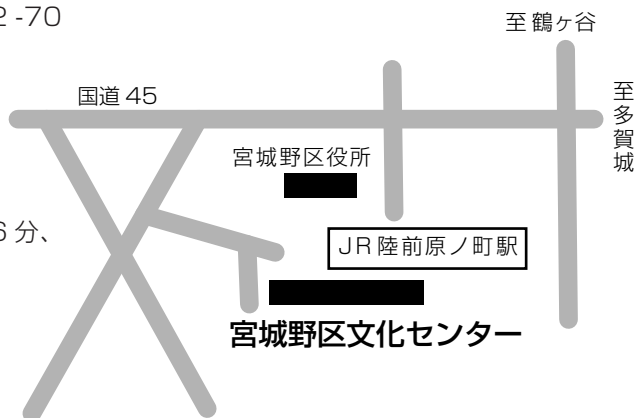 2-70
至 鶴ヶ谷
国道 45
至多賀城
宮城野区役所
6 分、
JR 陸前原ノ町駅
宮城野区文化センター